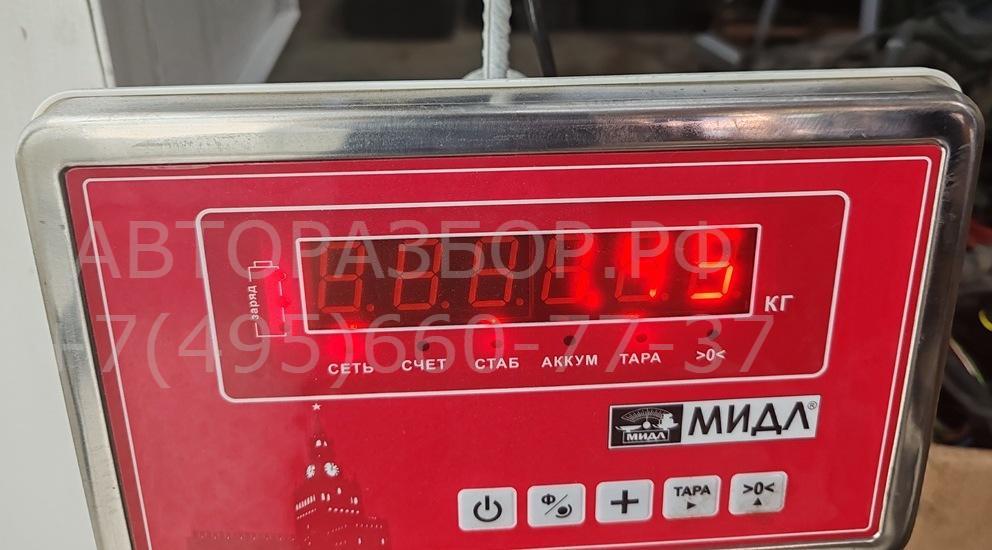 АВТОРАЗБОР.РФ
+7(495)660-77-37
заряд
КГ
СЕТЬ СЧЕТ СТАБ АККУМ ТАРА >0<
МИДЛ МИДЛ®
Ф ТАРА >0<